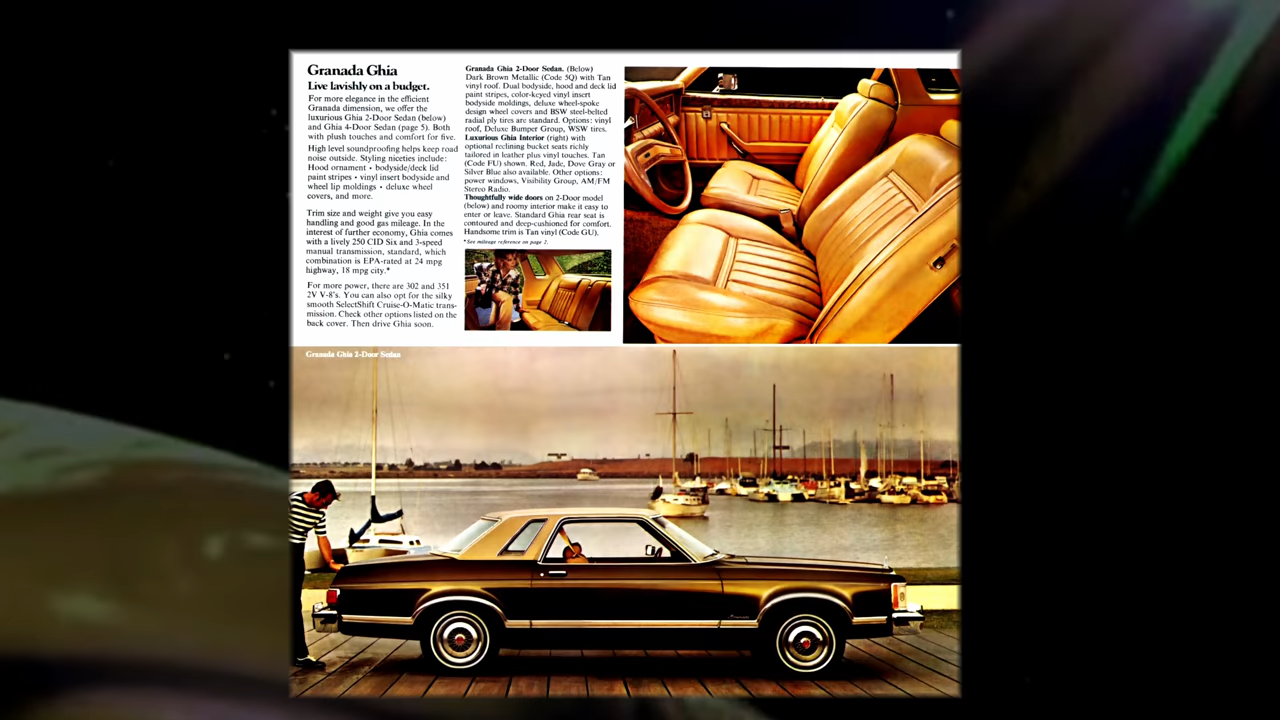 Granada Ghia
Live lavishly on a budget.
For more elegance in the efficient
Granada dimension, we offer the
luxurious Ghia 2-Door Sedan (below)
and Ghia 4-Door Sedan (page 5). Both
with plush touches and comfort for five.
High level soundproofing helps keep road
noise outside. Styling niceties include:
Hood ornament • bodyside/deck lid
paint stripes • vinyl insert bodyside and
wheel lip moldings • deluxe wheel
covers, and more.
Trim size and weight give you easy
handling and good gas mileage. In the
interest of further economy, Ghia comes
with a lively 250 CID Six and 3-speed
manual transmission, standard, which
combination is EPA-rated at 24 mpg
highway, 18 mpg city.*
For more power, there are 302 and 351
2V V-8's. You can also opt for the silky
smooth SelectShift Cruise-O-Matic trans-
mission. Check other options listed on the
back cover. Then drive Ghia soon.
Granada Ghia 2-Door Sedan. (Below)
Dark Brown Metallic (Code 5Q) with Tan
vinyl roof. Dual bodyside, hood and deck lid
paint stripes, color-keyed vinyl insert
bodyside moldings, deluxe wheel-spoke
design wheel covers and BSW steel-belted
radial ply tires are standard. Options: vinyl
roof, Deluxe Bumper Group, WSW tires.
Luxurious Ghia Interior (right) with
optional reclining bucket seats richly
tailored in leather plus vinyl touches. Tan
(Code FU) shown. Red, Jade, Dove Gray or
Silver Blue also available. Other options:
power windows, Visibility Group, AM/FM
Stereo Radio.
Thoughtfully wide doors on 2-Door model
(below) and roomy interior make it easy to
enter or leave. Standard Ghia rear seat is
contoured and deep-cushioned for comfort.
Handsome trim is Tan vinyl (Code GU).
*See mileage reference on page 2.
Granada Ghia 2-Door Sedan